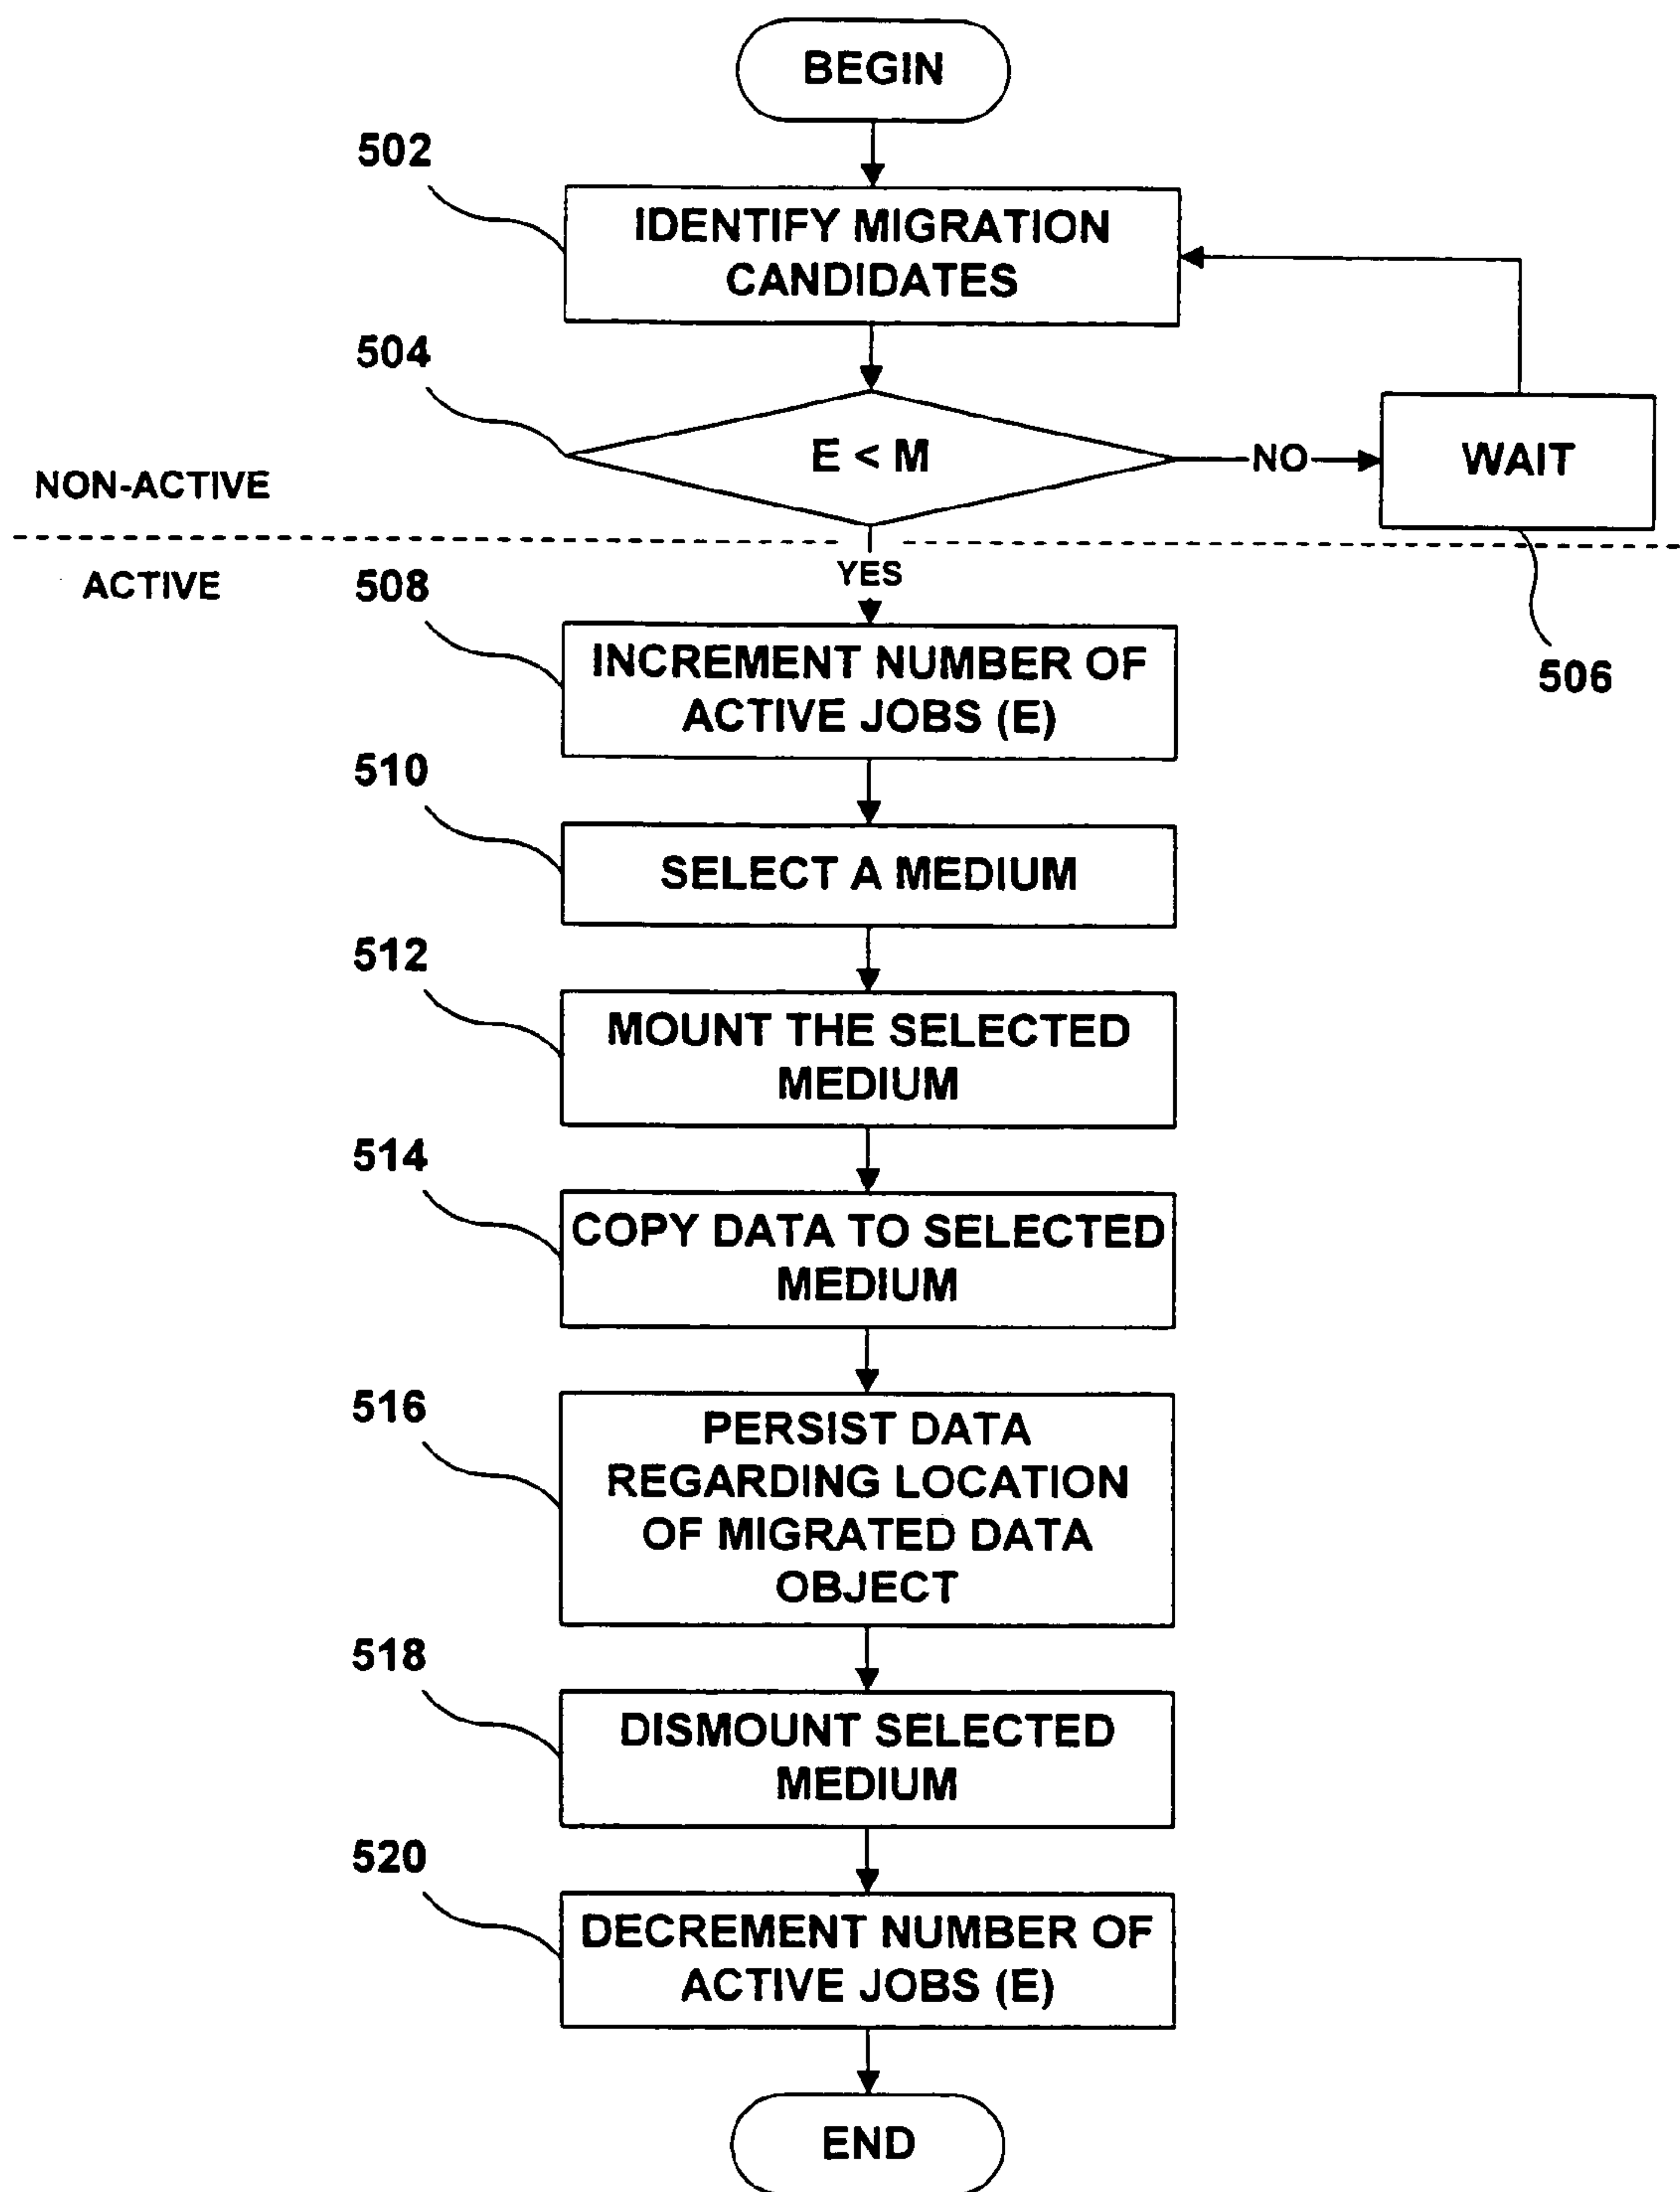 BEGIN
502
IDENTIFY MIGRATION
CANDIDATES
504
E < M
NO
WAIT
NON-ACTIVE
ACTIVE
YES
506
508
INCREMENT NUMBER OF
ACTIVE JOBS (E)
510
SELECT A MEDIUM
512
MOUNT THE SELECTED
MEDIUM
514
COPY DATA TO SELECTED
MEDIUM
516
PERSIST DATA
REGARDING LOCATION
OF MIGRATED DATA
OBJECT
518
DISMOUNT SELECTED
MEDIUM
520
DECREMENT NUMBER OF
ACTIVE JOBS (E)
END